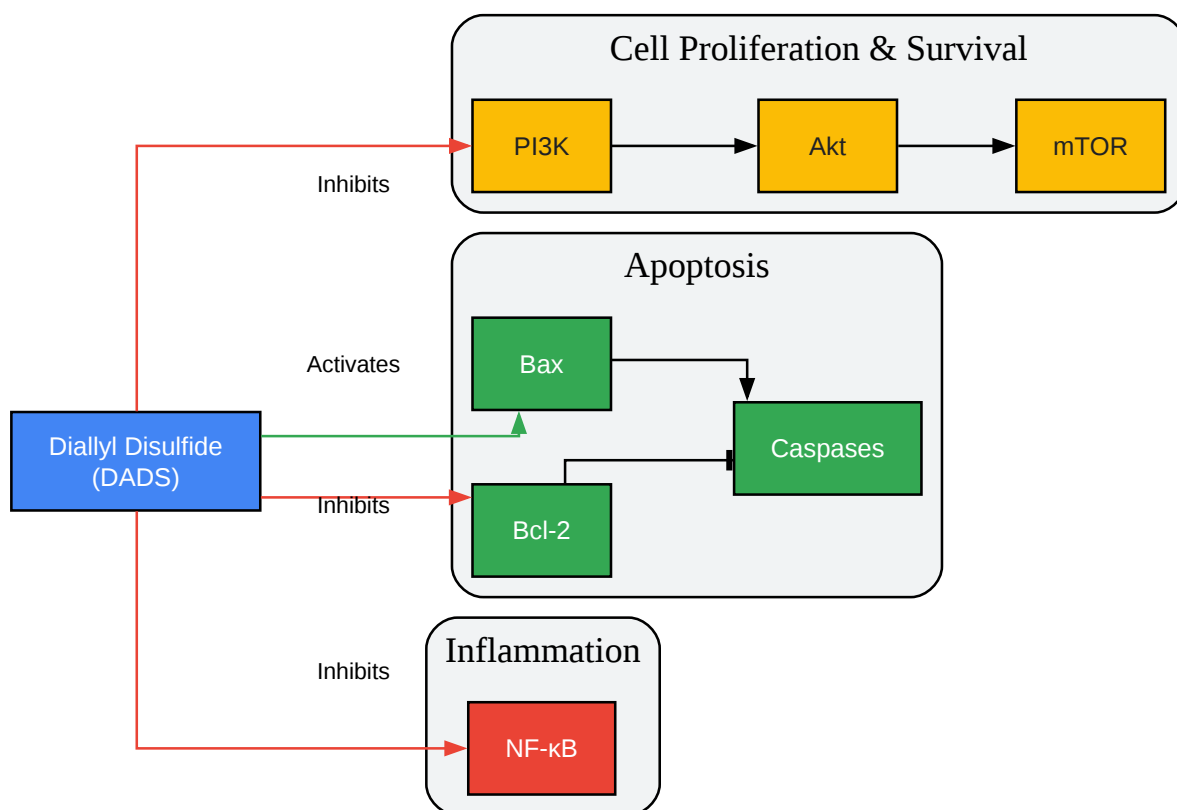 Cell Proliferation & Survival
PI3K
Akt
mTOR
Inhibits
Apoptosis
Activates
Bax
Diallyl Disulfide
(DADS)
Caspases
Inhibits
Bcl-2
Inflammation
Inhibits
NF-κB